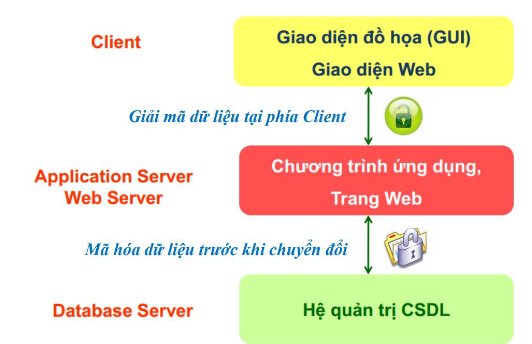 Client
Giao diện đồ họa (GUI)
Giao diện Web
Giải mã dữ liệu tại phía Client
Application Server
Web Server
Chương trình ứng dụng,
Trang Web
Mã hóa dữ liệu trước khi chuyển đổi
Database Server
Hệ quản trị CSDL